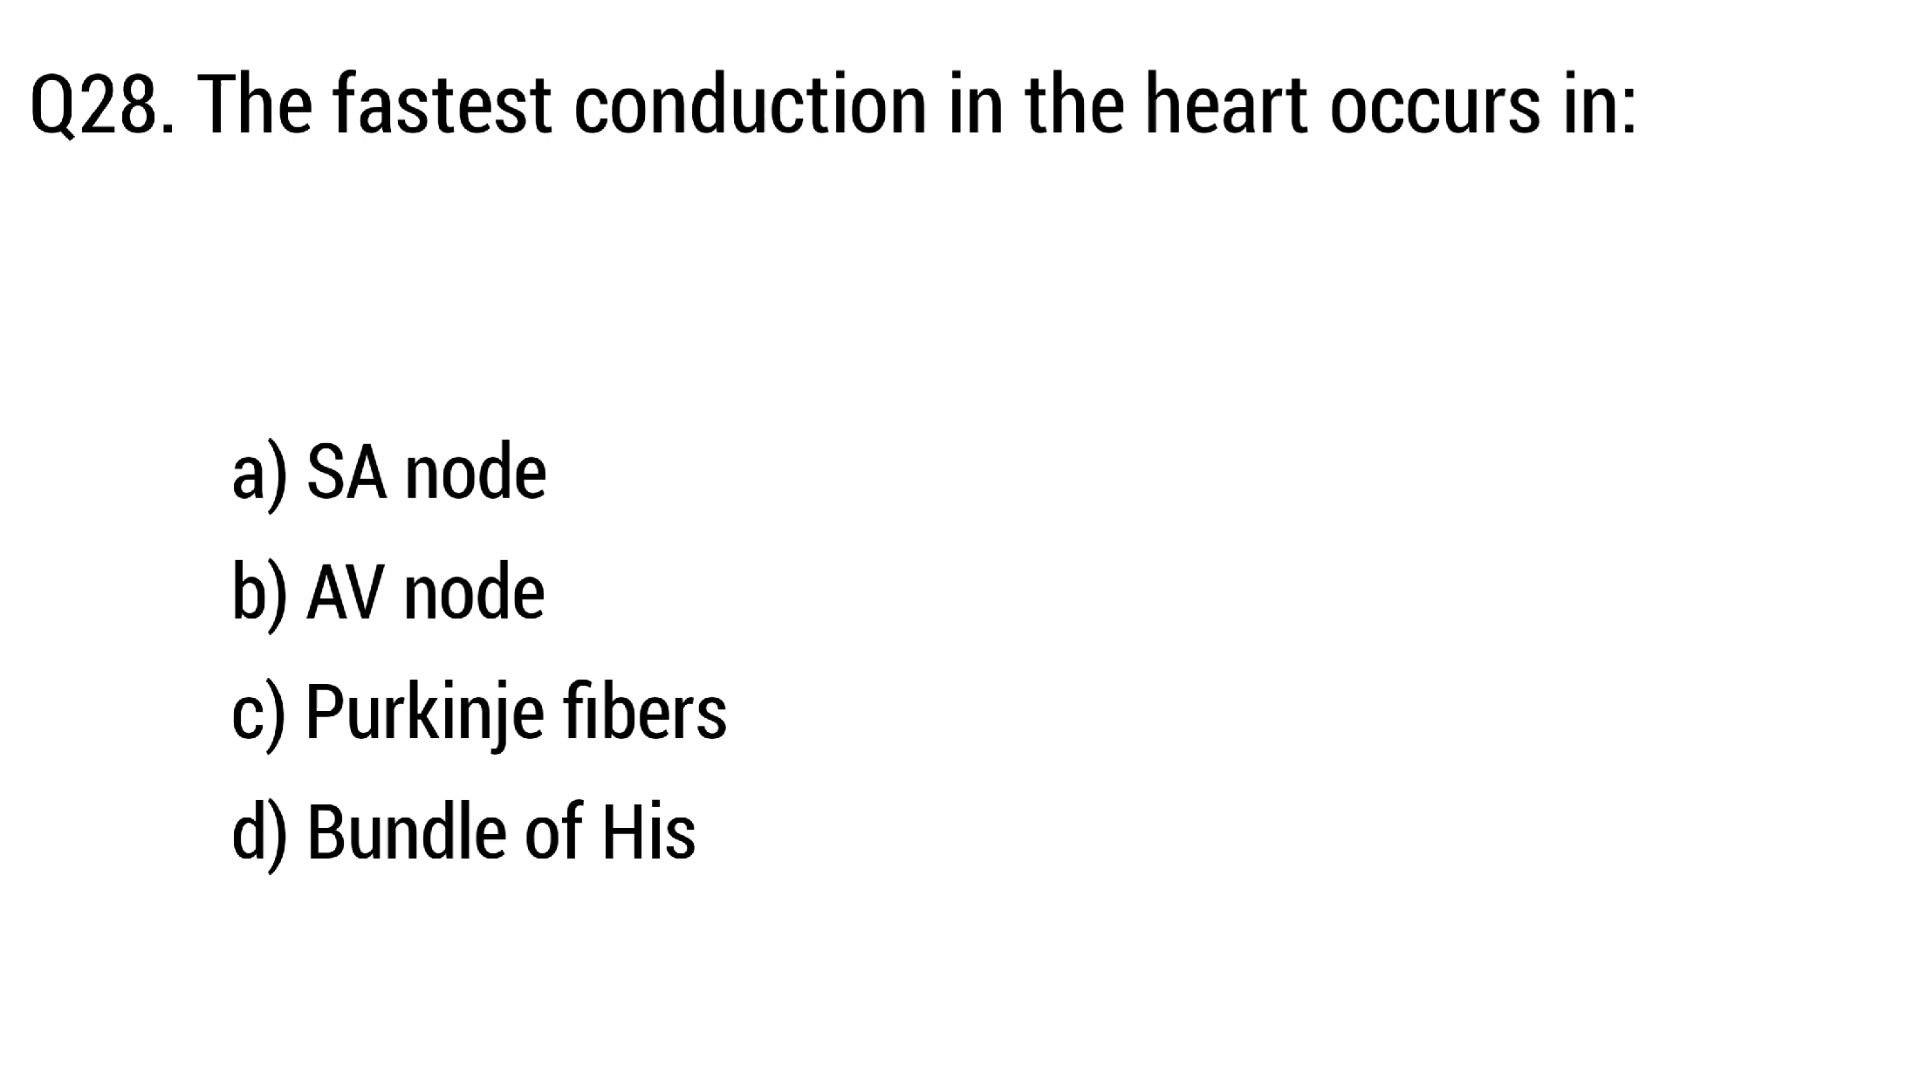 Q28. The fastest conduction in the heart occurs in:
a) SA node
b) AV node
c) Purkinje fibers
d) Bundle of His